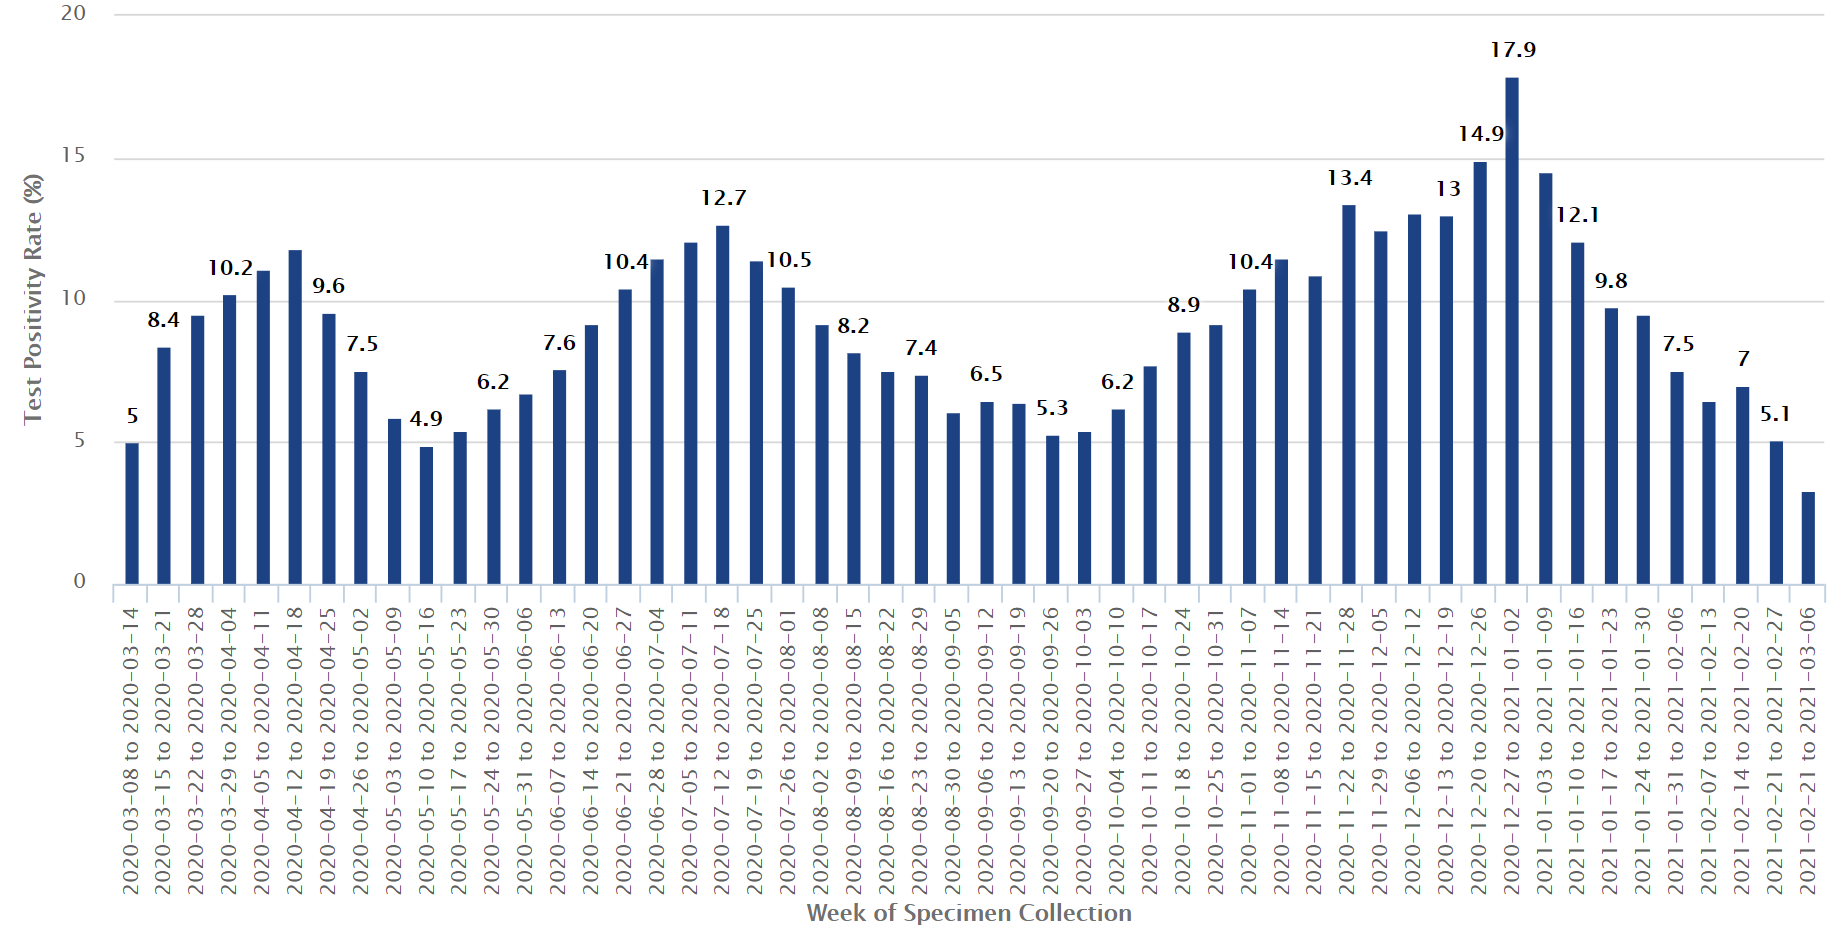 20
15
10
5
0
Test Positivity Rate (%)
5
8.4
10.2
9.6
7.5
4.9
6.2
7.6
10.4
12.7
10.5
8.2
7.4
6.5
5.3
6.2
8.9
10.4
13.4
13
14.9
17.9
12.1
9.8
7.5
7
5.1
2020-03-08 to 2020-03-14
2020-03-15 to 2020-03-21
2020-03-22 to 2020-03-28
2020-03-29 to 2020-04-04
2020-04-05 to 2020-04-11
2020-04-12 to 2020-04-18
2020-04-19 to 2020-04-25
2020-04-26 to 2020-05-02
2020-05-03 to 2020-05-09
2020-05-10 to 2020-05-16
2020-05-17 to 2020-05-23
2020-05-24 to 2020-05-30
2020-05-31 to 2020-06-06
2020-06-07 to 2020-06-13
2020-06-14 to 2020-06-20
2020-06-21 to 2020-06-27
2020-06-28 to 2020-07-04
2020-07-05 to 2020-07-11
2020-07-12 to 2020-07-18
2020-07-19 to 2020-07-25
2020-07-26 to 2020-08-01
2020-08-02 to 2020-08-08
2020-08-09 to 2020-08-15
2020-08-16 to 2020-08-22
2020-08-23 to 2020-08-29
2020-08-30 to 2020-09-05
2020-09-06 to 2020-09-12
2020-09-13 to 2020-09-19
2020-09-20 to 2020-09-26
2020-09-27 to 2020-10-03
2020-10-04 to 2020-10-10
2020-10-11 to 2020-10-17
2020-10-18 to 2020-10-24
2020-10-25 to 2020-10-31
2020-11-01 to 2020-11-07
2020-11-08 to 2020-11-14
2020-11-15 to 2020-11-21
2020-11-22 to 2020-11-28
2020-11-29 to 2020-12-05
2020-12-06 to 2020-12-12
2020-12-13 to 2020-12-19
2020-12-20 to 2020-12-26
2020-12-27 to 2021-01-02
2021-01-03 to 2021-01-09
2021-01-10 to 2021-01-16
2021-01-17 to 2021-01-23
2021-01-24 to 2021-01-30
2021-01-31 to 2021-02-06
2021-02-07 to 2021-02-13
2021-02-14 to 2021-02-20
2021-02-21 to 2021-02-27
2021-02-21 to 2021-03-06
Week of Specimen Collection